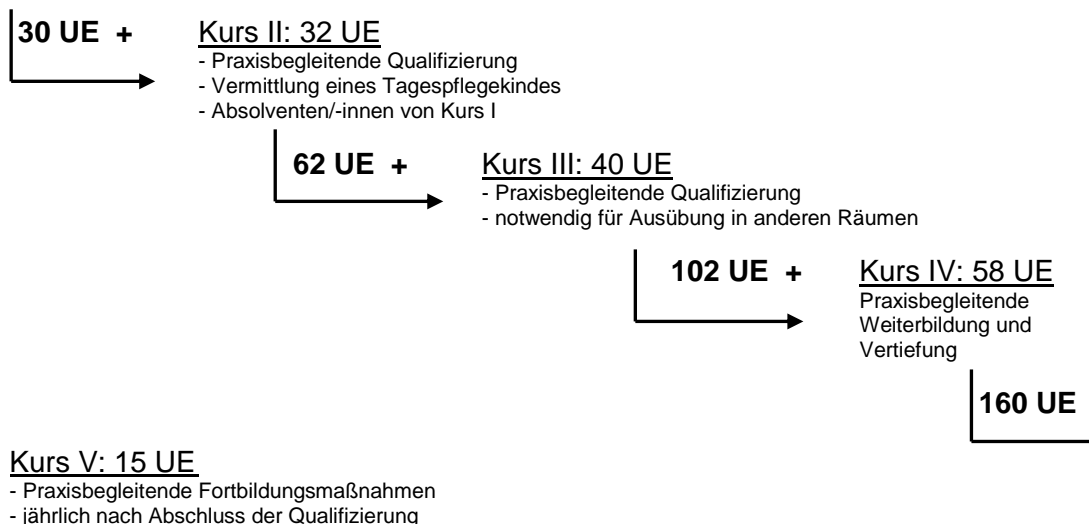 30 UE +
Kurs II: 32 UE
- Praxisbegleitende Qualifizierung
- Vermittlung eines Tagespflegekindes
- Absolventen/-innen von Kurs I
62 UE +
Kurs III: 40 UE
- Praxisbegleitende Qualifizierung
- notwendig für Ausübung in anderen Räumen
102 UE +
Kurs IV: 58 UE
Praxisbegleitende
Weiterbildung und
Vertiefung
160 UE
Kurs V: 15 UE
- Praxisbegleitende Fortbildungsmaßnahmen
- jährlich nach Abschluss der Qualifizierung